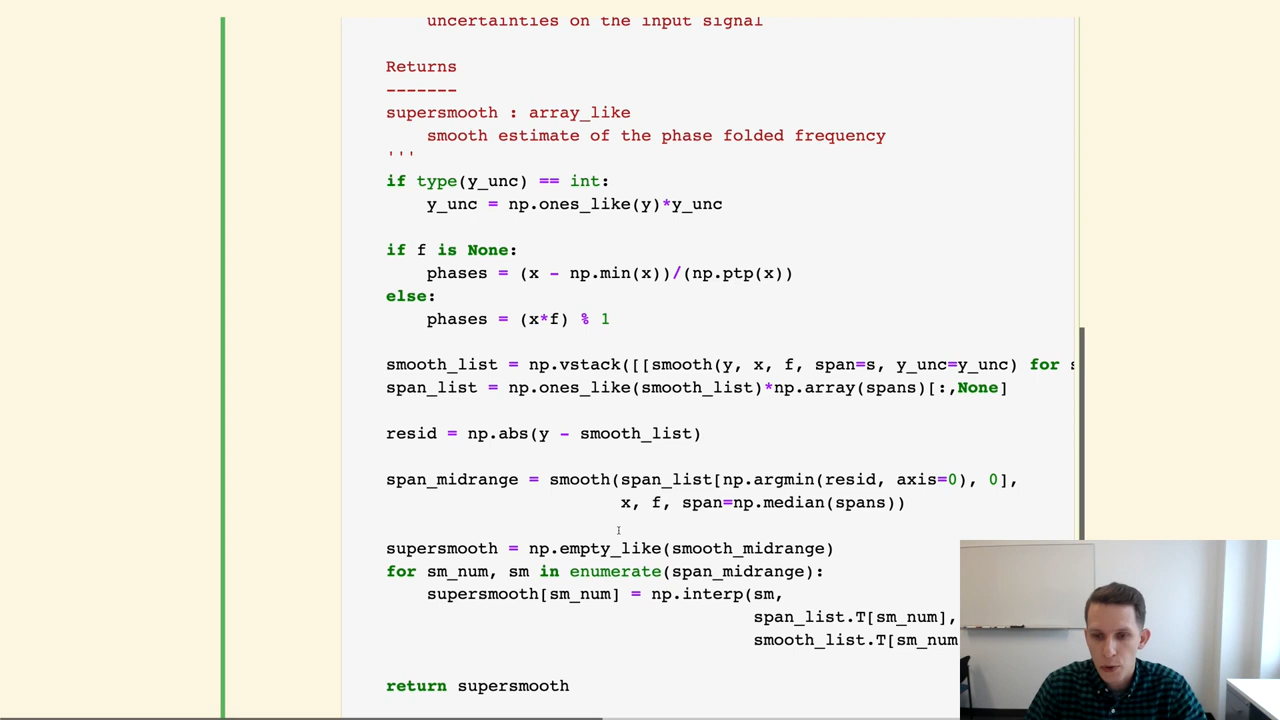 uncertainties on the input signal
Returns
-------
supersmooth : array_like
smooth estimate of the phase folded frequency
'''
if type(y_unc) == int:
y_unc = np.ones_like(y)*y_unc
if f is None:
phases = (x - np.min(x))/(np.ptp(x))
else:
phases = (x*f) % 1
smooth_list = np.vstack([[smooth(y, x, f, span=s, y_unc=y_unc) for s
span_list = np.ones_like(smooth_list)*np.array(spans)[:,None]
resid = np.abs(y - smooth_list)
span_midrange = smooth(span_list[np.argmin(resid, axis=0), 0],
x, f, span=np.median(spans))
supersmooth = np.empty_like(smooth_midrange)
for sm_num, sm in enumerate(span_midrange):
supersmooth[sm_num] = np.interp(sm,
span_list.T[sm_num],
smooth_list.T[sm_num
return supersmooth